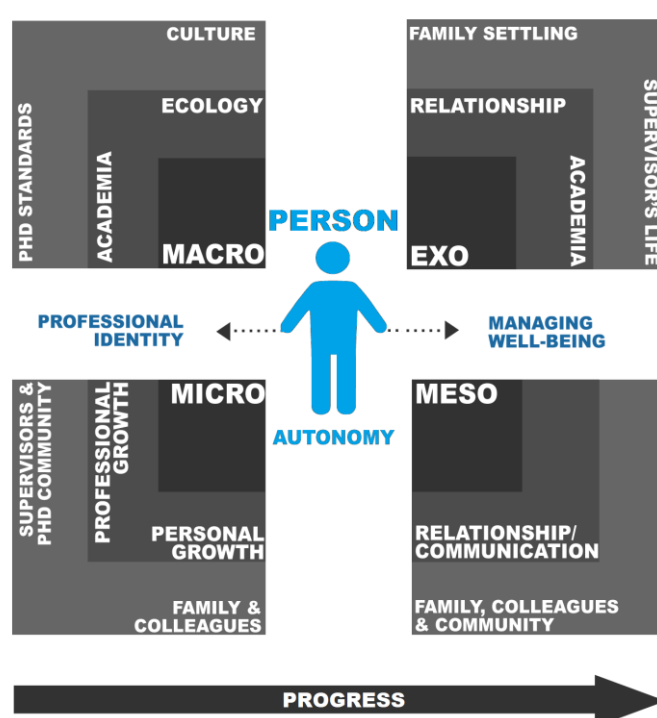 CULTURE
ECOLOGY
PHD STANDARDS
ACADEMIA
MACRO
FAMILY SETTLING
RELATIONSHIP
SUPERVISOR'S LIFE
ACADEMIA
EXO
PERSON
PROFESSIONAL
IDENTITY
MANAGING
WELL-BEING
AUTONOMY
MICRO
SUPERVISORS &
PHD COMMUNITY
PROFESSIONAL
GROWTH
PERSONAL
GROWTH
FAMILY &
COLLEAGUES
MESO
RELATIONSHIP/
COMMUNICATION
FAMILY, COLLEAGUES
& COMMUNITY
PROGRESS